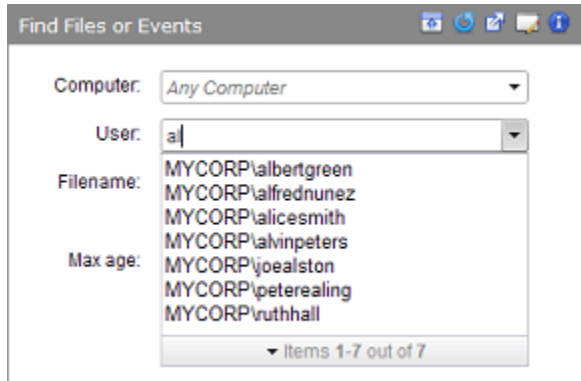 Find Files or Events
Computer: Any Computer
User: al
Filename:
MYCORP\albertgreen
MYCORP\alfrednunez
MYCORP\alicesmith
MYCORP\alvinpeters
Max age:
MYCORP\joealston
MYCORP\peterealing
MYCORP\ruthhall
Items 1-7 out of 7